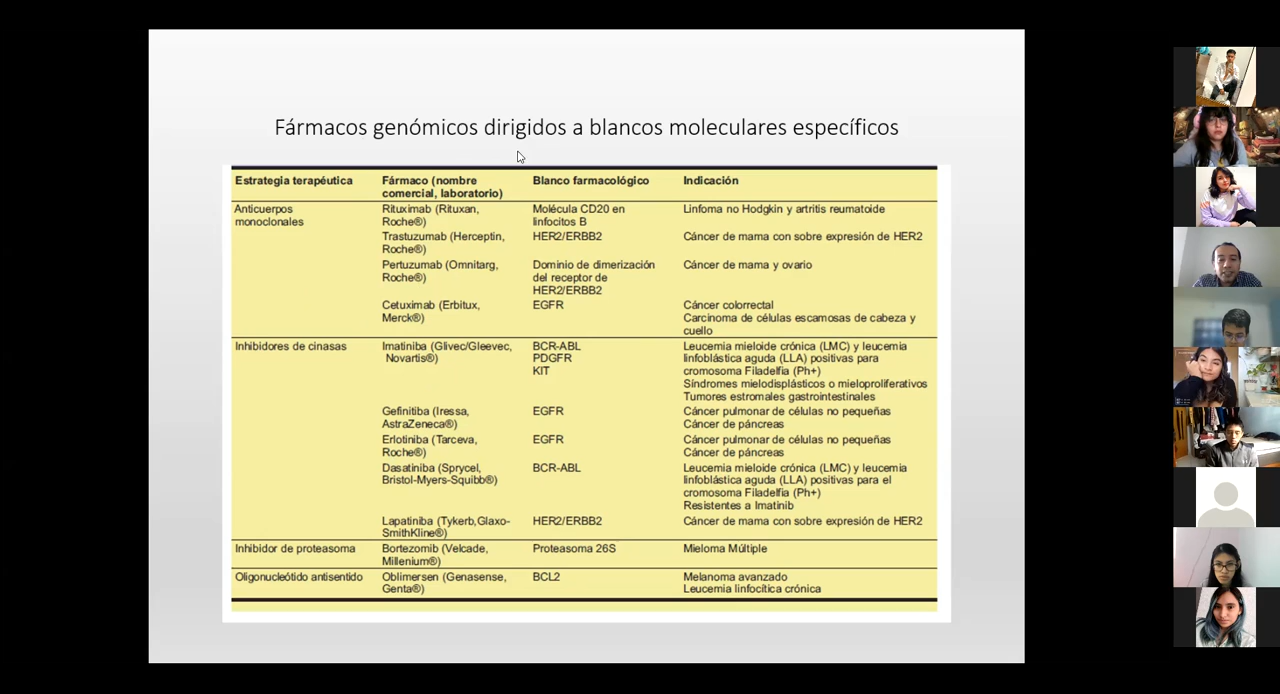 Fármacos genómicos dirigidos a blancos moleculares específicos
Estrategia terapéutica Fármaco (nombre comercial, laboratorio) Blanco farmacológico Indicación
Anticuerpos monoclonales
Rituximab (Rituxan, Roche®)
Molécula CD20 en linfocitos B
Linfoma no Hodgkin y artritis reumatoide
Trastuzumab (Herceptin, Roche®)
HER2/ERBB2
Cáncer de mama con sobre expresión de HER2
Pertuzumab (Omnitarg, Roche®)
Dominio de dimerización del receptor de HER2/ERBB2
Cáncer de mama y ovario
Cetuximab (Erbitux, Merck®)
EGFR
Cáncer colorrectal
Carcinoma de células escamosas de cabeza y cuello
Inhibidores de cinasas
Imatiniba (Glivec/Gleevec, Novartis®)
BCR-ABL
PDGFR
KIT
Leucemia mieloide crónica (LMC) y leucemia
linfoblástica aguda (LLA) positivas para
cromosoma Filadelfia (Ph+)
Síndromes mielodisplásticos o mieloproliferativos
Tumores estromales gastrointestinales
Gefinitiba (Iressa, AstraZeneca®)
EGFR
Cáncer pulmonar de células no pequeñas
Cáncer de páncreas
Erlotiniba (Tarceva, Roche®)
EGFR
Cáncer pulmonar de células no pequeñas
Cáncer de páncreas
Dasatiniba (Sprycel, Bristol-Myers-Squibb®)
BCR-ABL
Leucemia mieloide crónica (LMC) y leucemia
linfoblástica aguda (LLA) positivas para el
cromosoma Filadelfia (Ph+)
Resistentes a Imatinib
Lapatiniba (Tykerb,Glaxo-SmithKline®)
HER2/ERBB2
Cáncer de mama con sobre expresión de HER2
Inhibidor de proteasoma
Bortezomib (Velcade, Millenium®)
Proteasoma 26S
Mieloma Múltiple
Oligonucleótido antisentido
Oblimersen (Genasense, Genta®)
BCL2
Melanoma avanzado
Leucemia linfocítica crónica